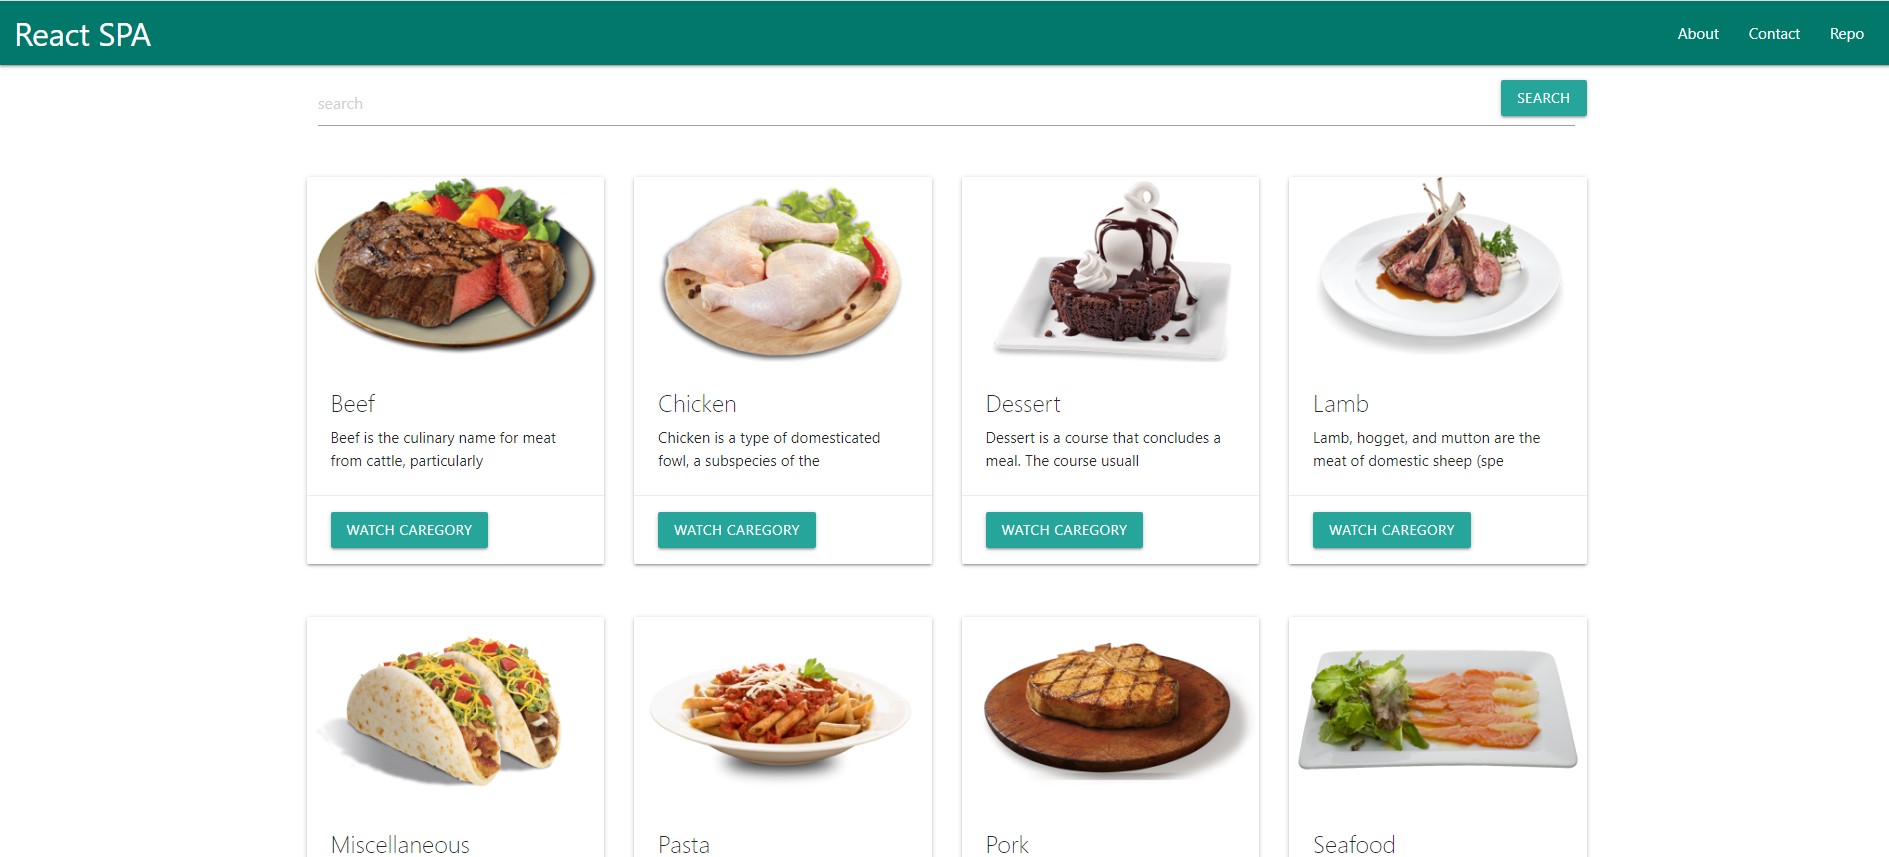 React SPA
About
Contact
Repo
search
SEARCH
Beef
Beef is the culinary name for meat
from cattle, particularly
WATCH CAREGORY
Chicken
Chicken is a type of domesticated
fowl, a subspecies of the
WATCH CAREGORY
Dessert
Dessert is a course that concludes a
meal. The course usuall
WATCH CAREGORY
Lamb
Lamb, hogget, and mutton are the
meat of domestic sheep (spe
WATCH CAREGORY
Miscellaneous
Pasta
Pork
Seafood